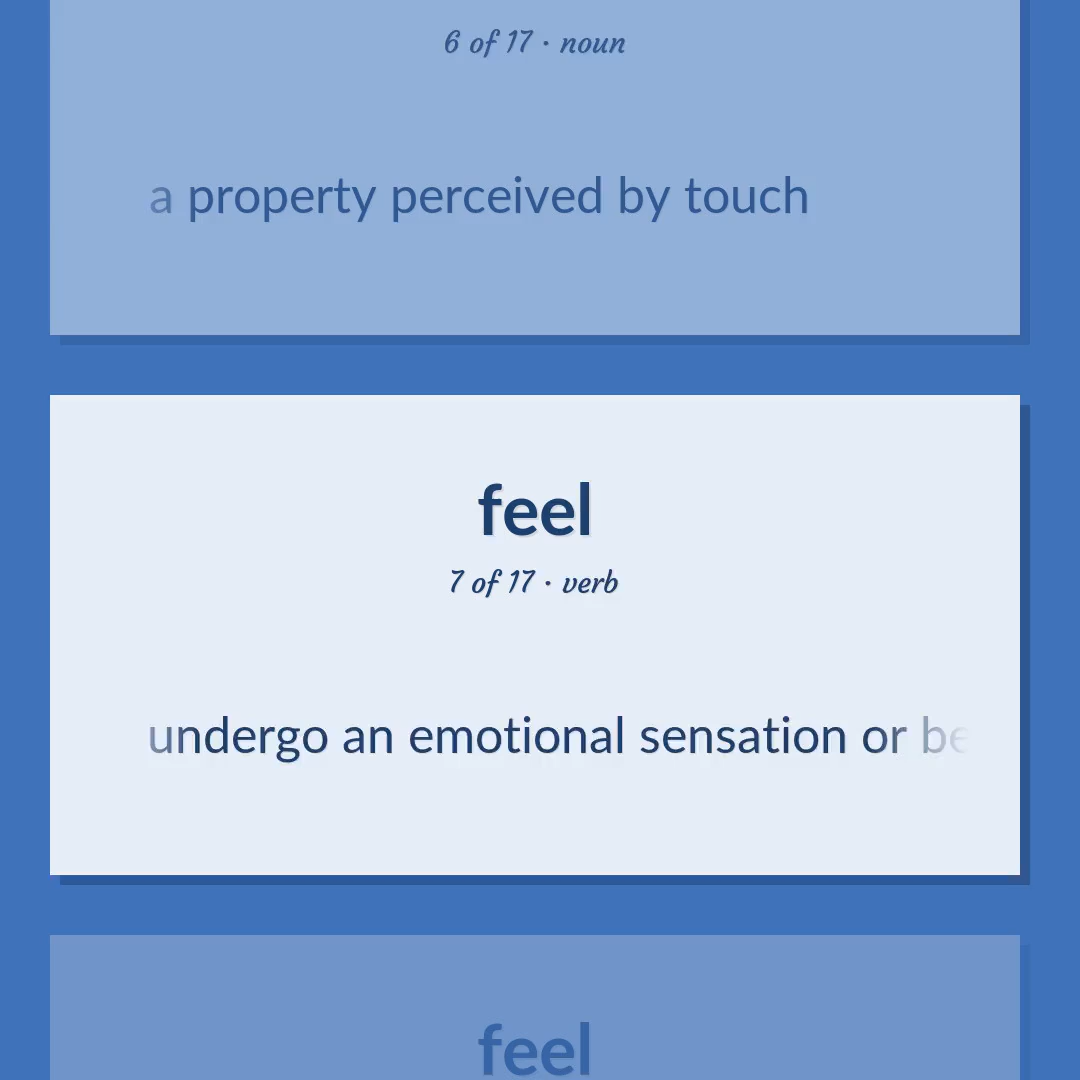 6 of 17 · noun
a property perceived by touch
feel
7 of 17 · verb
undergo an emotional sensation or be
feel